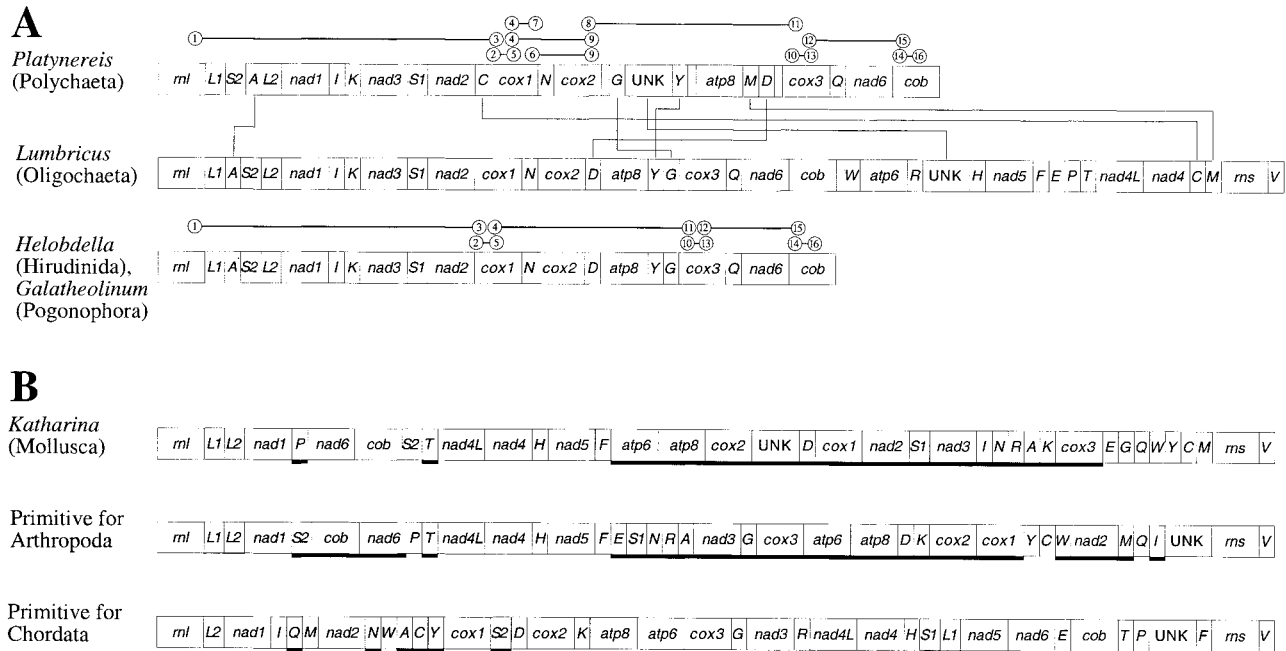 A
④ ⑦ ⑧ ⑪
① ③ ④ ⑨ ⑫ ⑮
② ⑤ ⑥ ⑨ ⑩ ⑬ ⑭ ⑯
Platynereis
(Polychaeta)
rnl L1 S2 A L2 nad1 I K nad3 S1 nad2 C cox1 N cox2 G UNK Y atp8 M D cox3 Q nad6 cob
Lumbricus
(Oligochaeta)
rnl L1 A S2 L2 nad1 I K nad3 S1 nad2 cox1 N cox2 D atp8 Y G cox3 Q nad6 cob W atp6 R UNK H nad5 F E P T nad4L nad4 C M rns V
① ③ ④ ⑪ ⑫ ⑮
② ⑤ ⑩ ⑬ ⑭ ⑯
Helobdella
(Hirudinida),
Galatheolinum
(Pogonophora)
rnl L1 A S2 L2 nad1 I K nad3 S1 nad2 cox1 N cox2 D atp8 Y G cox3 Q nad6 cob
B
Katharina
(Mollusca)
rnl L1 L2 nad1 P nad6 cob S2 T nad4L nad4 H nad5 F atp6 atp8 cox2 UNK D cox1 nad2 S1 nad3 I N R A K cox3 E G Q W Y C M rns V
Primitive for
Arthropoda
rnl L1 L2 nad1 S2 cob nad6 P T nad4L nad4 H nad5 F E S1 N R A nad3 G cox3 atp6 atp8 D K cox2 cox1 Y C W nad2 M Q I UNK rns V
Primitive for
Chordata
rnl L2 nad1 I Q M nad2 N W A C Y cox1 S2 D cox2 K atp8 atp6 cox3 G nad3 R nad4L nad4 H S1 L1 nad5 nad6 E cob T P UNK F rns V